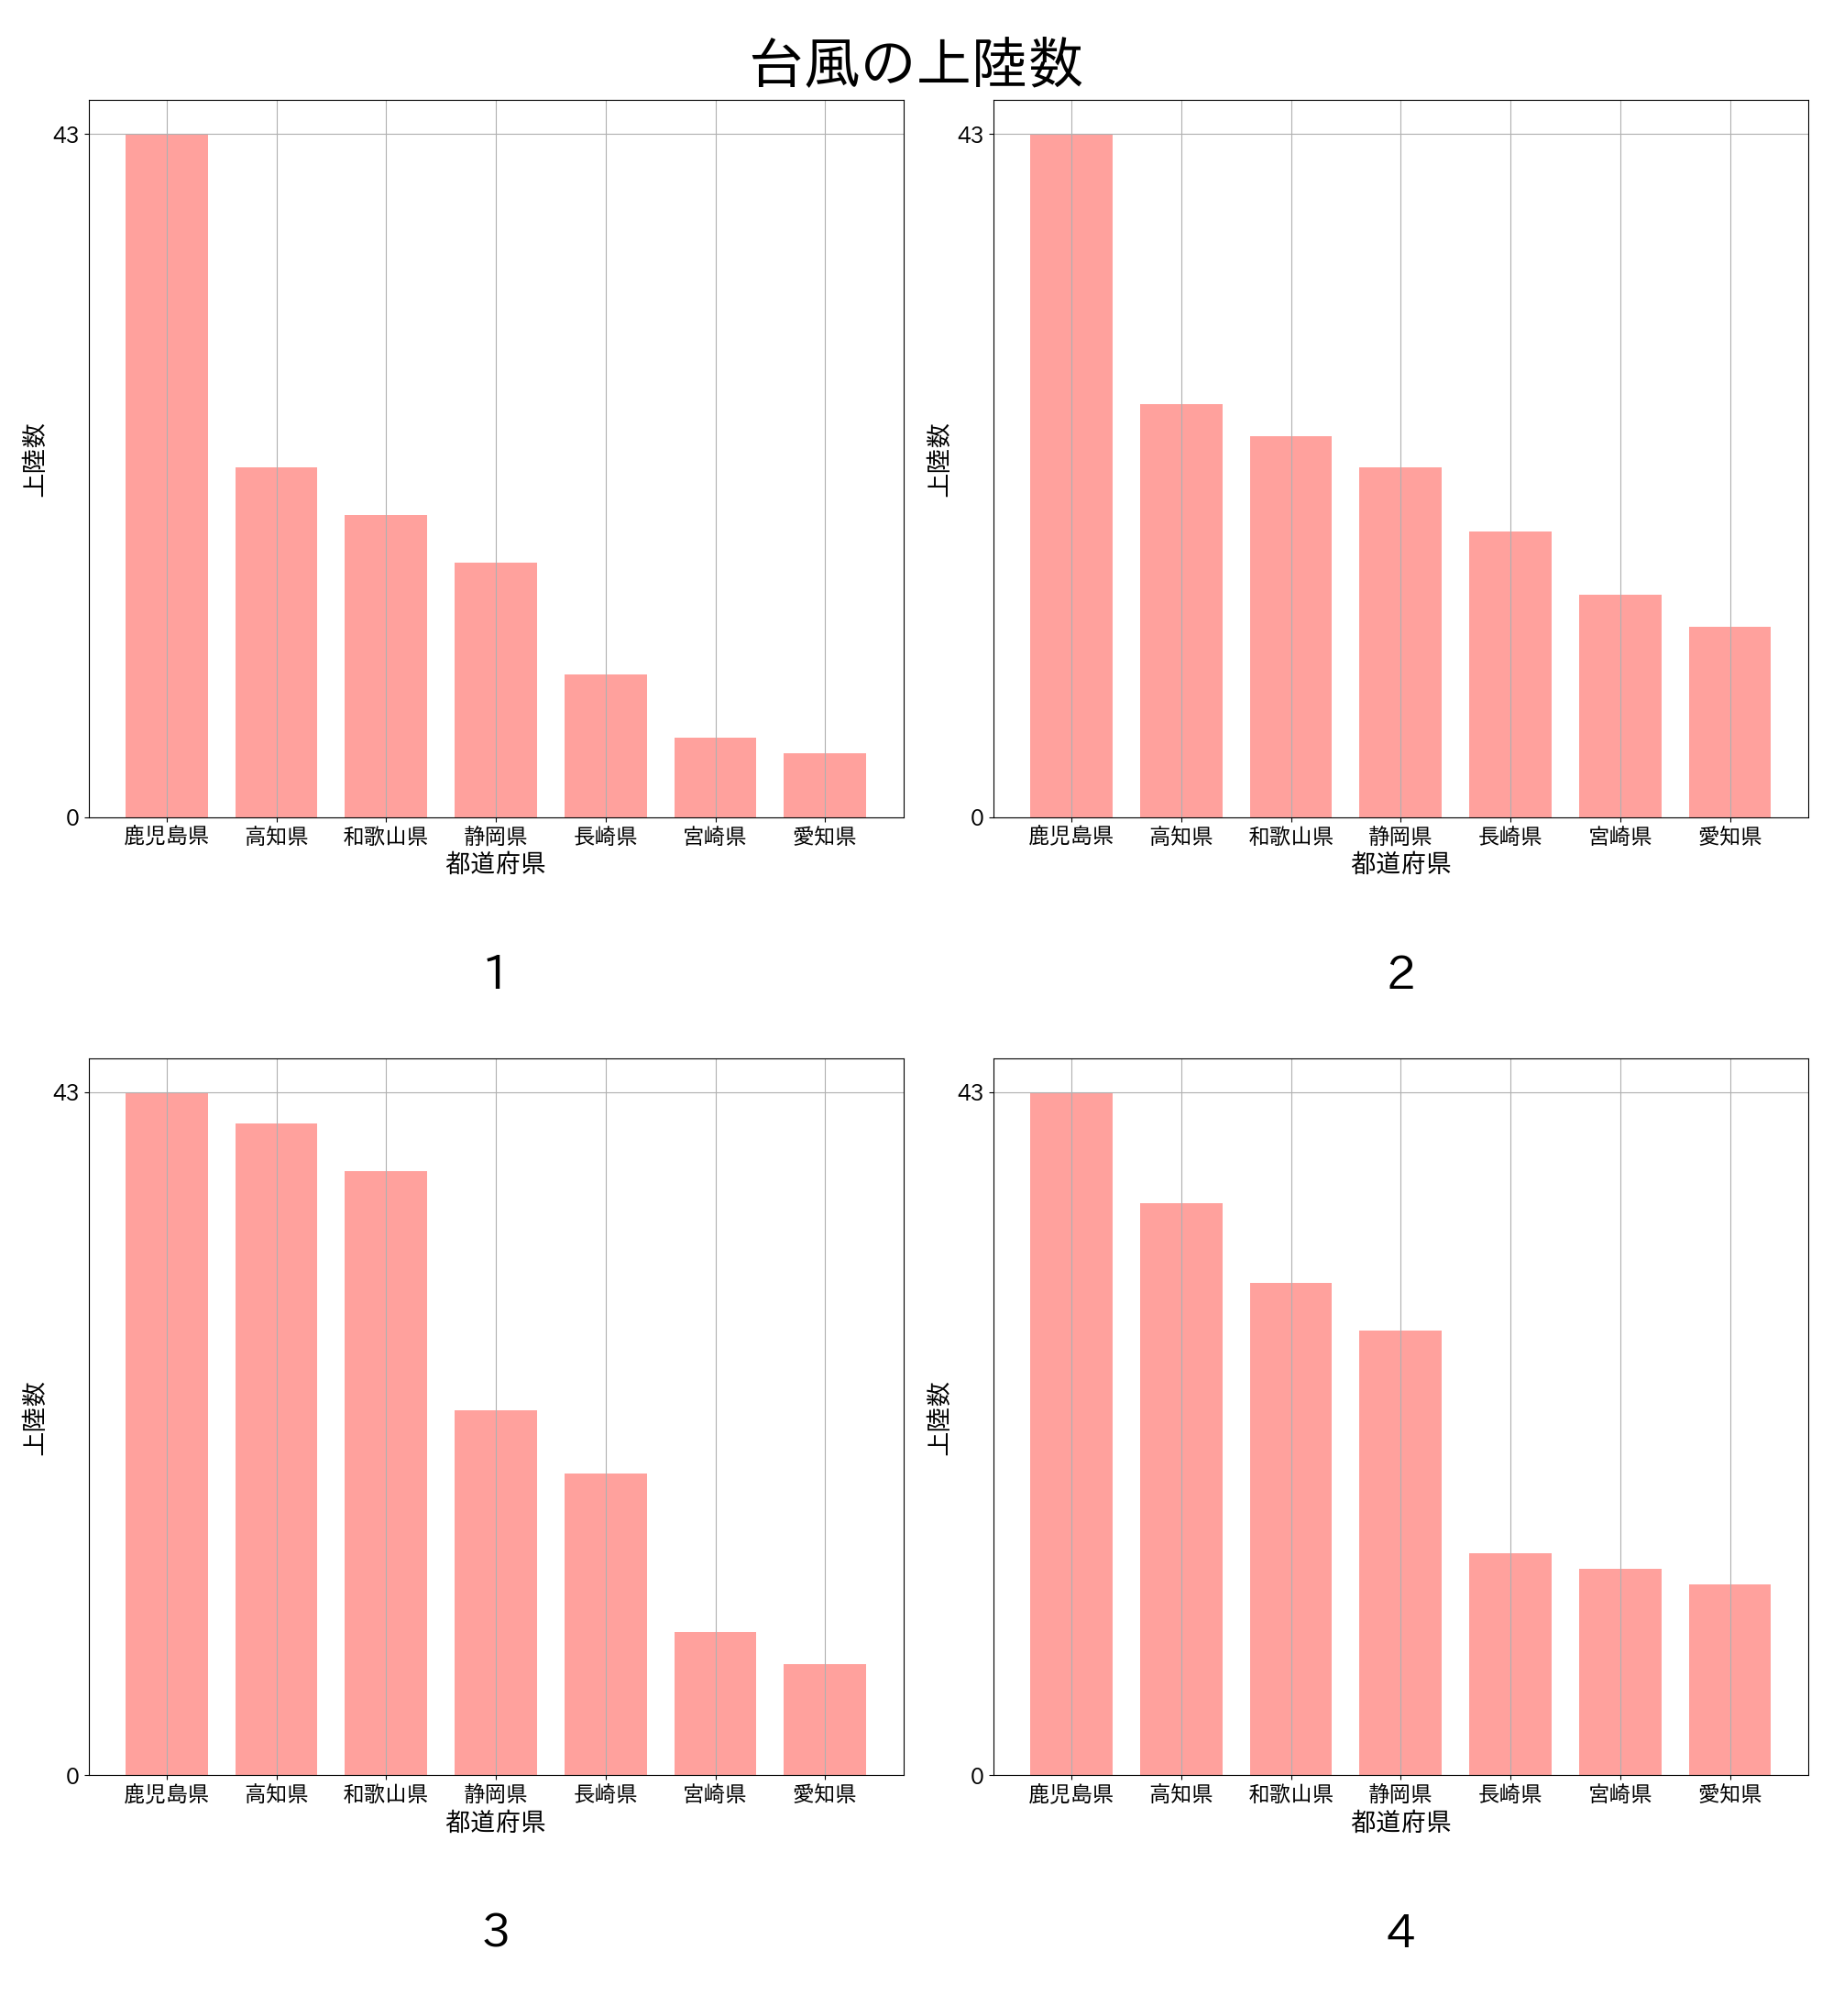 台風の上陸数
43
0
上陸数
鹿児島県 高知県 和歌山県 静岡県 長崎県 宮崎県 愛知県
都道府県
1
43
0
上陸数
鹿児島県 高知県 和歌山県 静岡県 長崎県 宮崎県 愛知県
都道府県
2
43
0
上陸数
鹿児島県 高知県 和歌山県 静岡県 長崎県 宮崎県 愛知県
都道府県
3
43
0
上陸数
鹿児島県 高知県 和歌山県 静岡県 長崎県 宮崎県 愛知県
都道府県
4